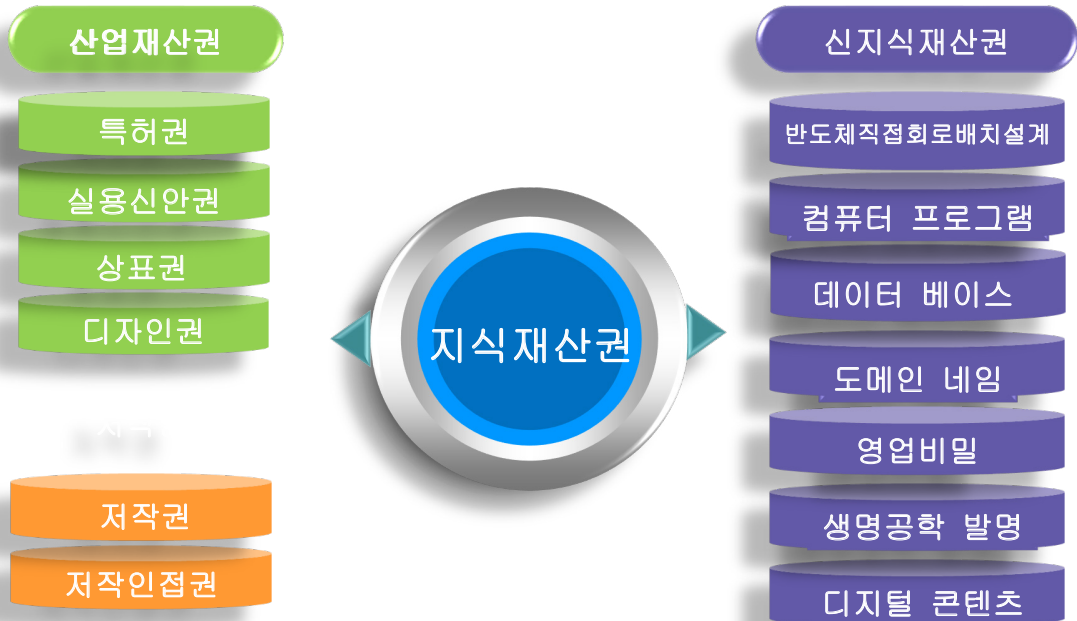 산업재산권
특허권
실용신안권
상표권
디자인권
저작권
저작인접권
지식재산권
신지식재산권
반도체직접회로배치설계
컴퓨터 프로그램
데이터 베이스
도메인 네임
영업비밀
생명공학 발명
디지털 콘텐츠